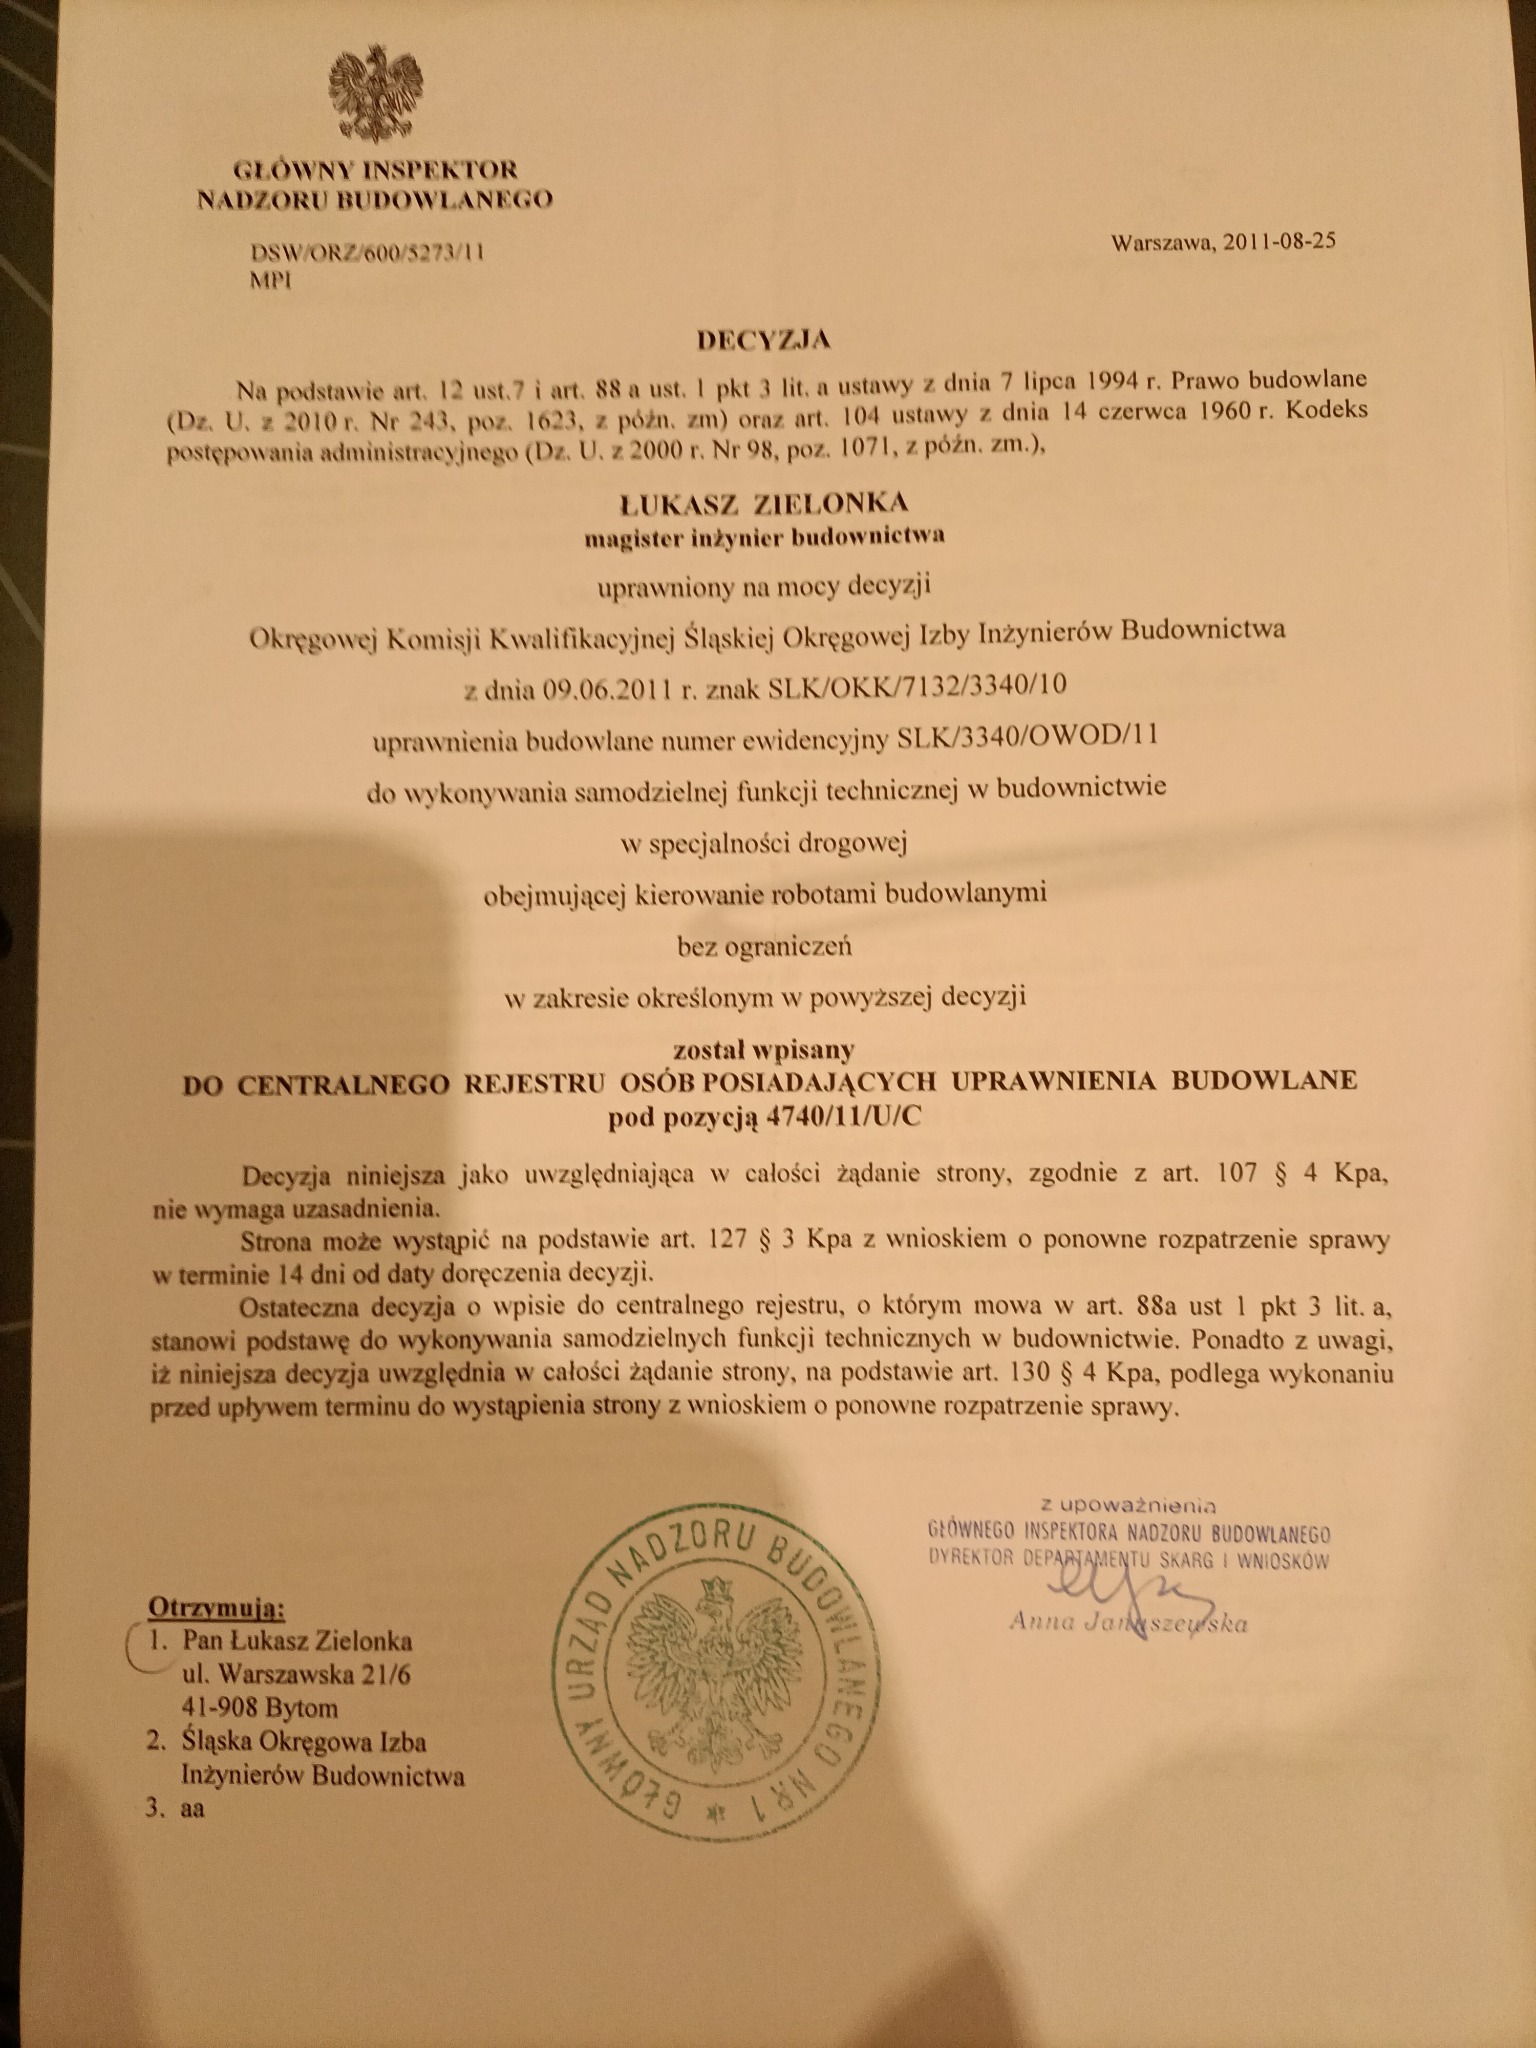 GŁÓWNY INSPEKTOR
NADZORU BUDOWLANEGO
DSW/ORZ/600/5273/11
MPI
Warszawa, 2011-08-25
DECYZJA
Na podstawie art. 12 ust.7 i art. 88 a ust. 1 pkt 3 lit. a ustawy z dnia 7 lipca 1994 r. Prawo budowlane
(Dz. U. z 2010 r. Nr 243, poz. 1623, z późn. zm) oraz art. 104 ustawy z dnia 14 czerwca 1960 r. Kodeks
postępowania administracyjnego (Dz. U. z 2000 r. Nr 98, poz. 1071, z późn. zm.),
ŁUKASZ ZIELONKA
magister inżynier budownictwa
uprawniony na mocy decyzji
Okręgowej Komisji Kwalifikacyjnej Śląskiej Okręgowej Izby Inżynierów Budownictwa
z dnia 09.06.2011 r. znak SLK/OKK/7132/3340/10
uprawnienia budowlane numer ewidencyjny SLK/3340/OWOD/11
do wykonywania samodzielnej funkcji technicznej w budownictwie
w specjalności drogowej
obejmującej kierowanie robotami budowlanymi
bez ograniczeń
w zakresie określonym w powyższej decyzji
został wpisany
DO CENTRALNEGO REJESTRU OSÓB POSIADAJĄCYCH UPRAWNIENIA BUDOWLANE
pod pozycją 4740/11/U/C
Decyzja niniejsza jako uwzględniająca w całości żądanie strony, zgodnie z art. 107 § 4 Kpa,
nie wymaga uzasadnienia.
Strona może wystąpić na podstawie art. 127 § 3 Kpa z wnioskiem o ponowne rozpatrzenie sprawy
w terminie 14 dni od daty doręczenia decyzji.
Ostateczna decyzja o wpisie do centralnego rejestru, o którym mowa w art. 88a ust 1 pkt 3 lit. a,
stanowi podstawę do wykonywania samodzielnych funkcji technicznych w budownictwie. Ponadto z uwagi,
iż niniejsza decyzja uwzględnia w całości żądanie strony, na podstawie art. 130 § 4 Kpa, podlega wykonaniu
przed upływem terminu do wystąpienia strony z wnioskiem o ponowne rozpatrzenie sprawy.
z upoważnienia
GŁÓWNEGO INSPEKTORA NADZORU BUDOWLANEGO
DYREKTOR DEPARTAMENTU SKARG I WNIOSKÓW
Anna Januszewska
GŁÓWNY URZĄD NADZORU BUDOWLANEGO NR 1 *
Otrzymują:
1. Pan Łukasz Zielonka
ul. Warszawska 21/6
41-908 Bytom
2. Śląska Okręgowa Izba
Inżynierów Budownictwa
3. aa